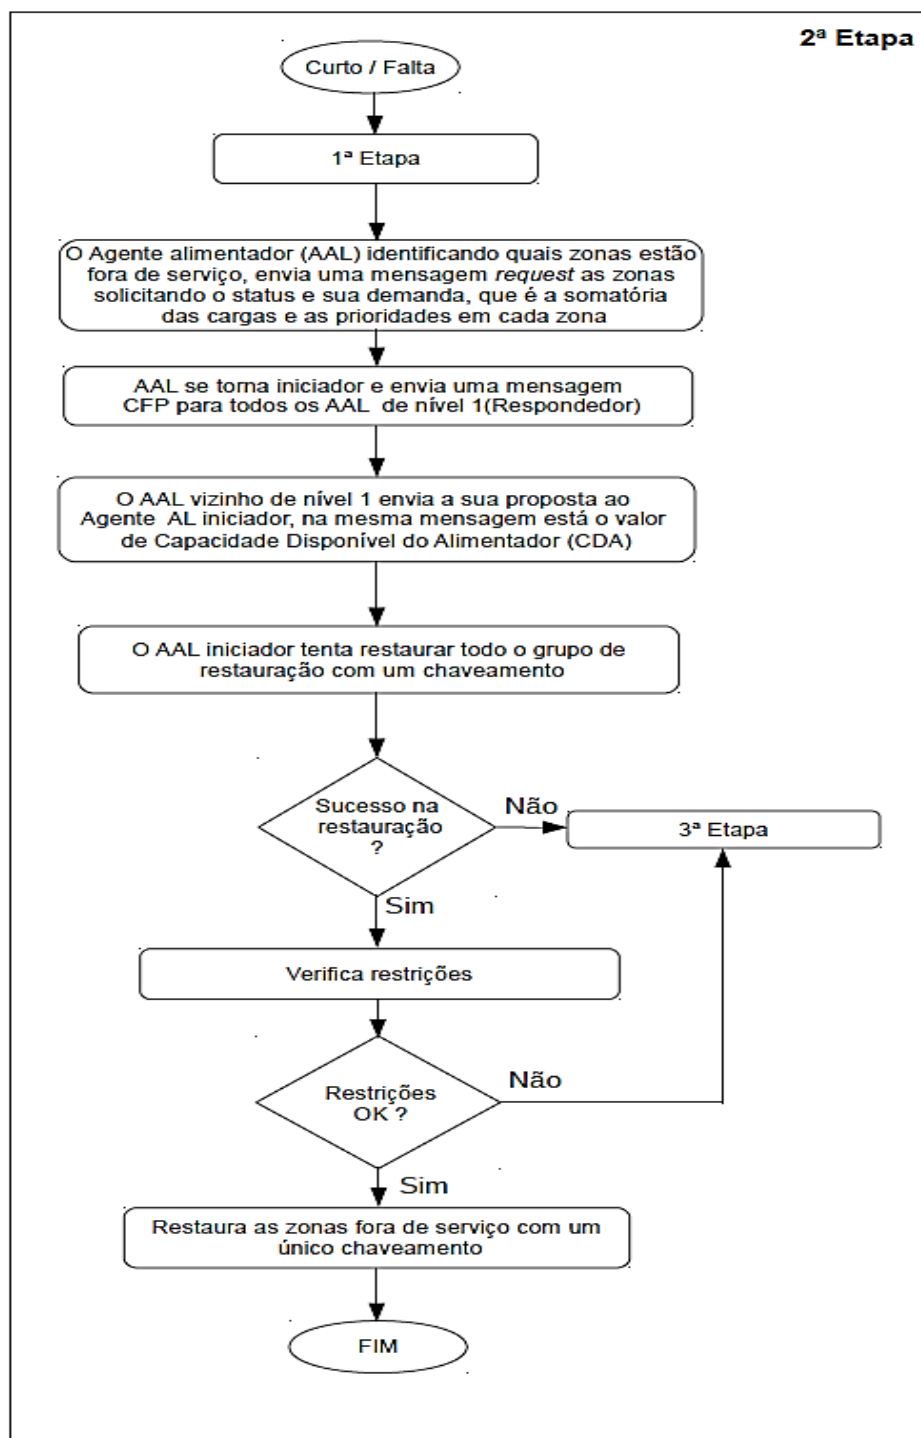 2ª Etapa
Curto / Falta
1ª Etapa
O Agente alimentador (AAL) identificando quais zonas estão
fora de serviço, envia uma mensagem request as zonas
solicitando o status e sua demanda, que é a somatória
das cargas e as prioridades em cada zona
AAL se torna iniciador e envia uma mensagem
CFP para todos os AAL de nível 1(Respondedor)
O AAL vizinho de nível 1 envia a sua proposta ao
Agente AL iniciador, na mesma mensagem está o valor
de Capacidade Disponível do Alimentador (CDA)
O AAL iniciador tenta restaurar todo o grupo de
restauração com um chaveamento
Sucesso na
restauração
?
Não
3ª Etapa
Sim
Verifica restrições
Restrições
OK ?
Não
Sim
Restaura as zonas fora de serviço com um
único chaveamento
FIM